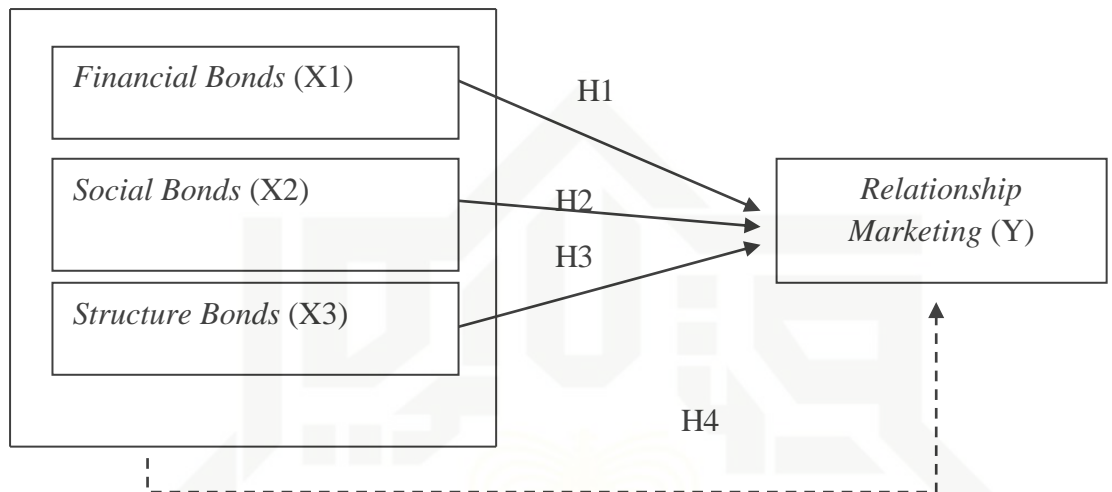 Financial Bonds (X1)
H1
Social Bonds (X2)
H2
Relationship
Marketing (Y)
H3
Structure Bonds (X3)
H4